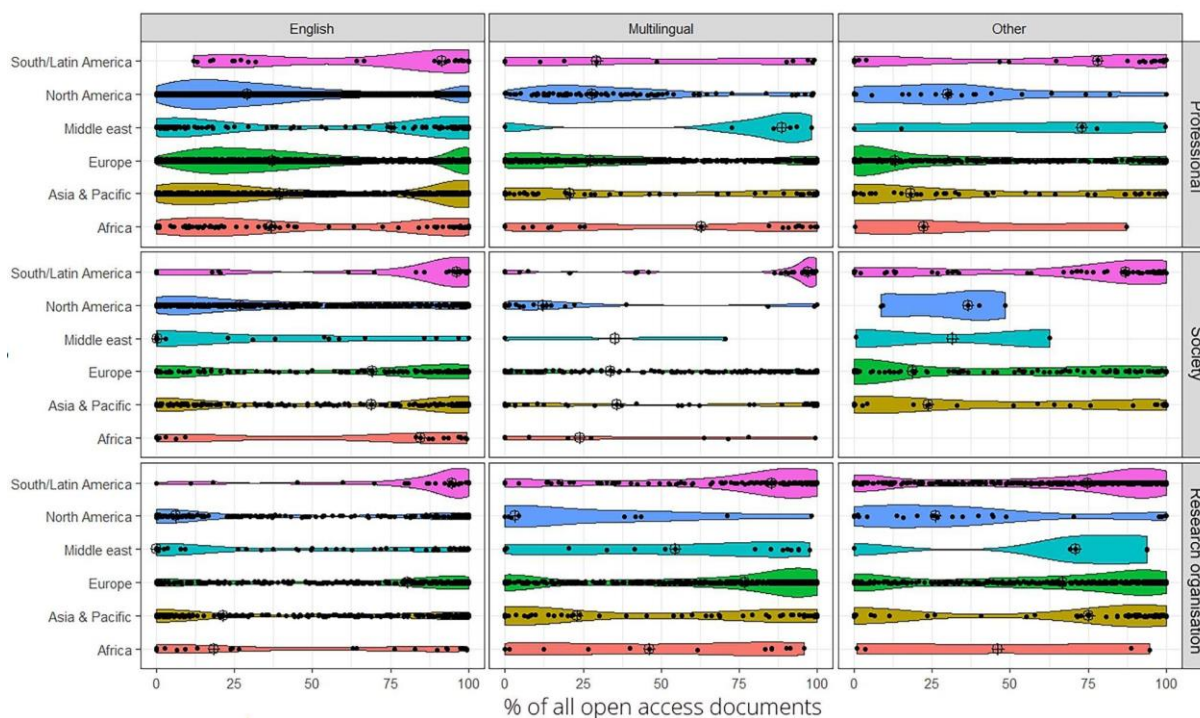 English Multilingual Other
South/Latin America
North America
Middle east
Europe
Asia & Pacific
Africa
Professional
South/Latin America
North America
Middle east
Europe
Asia & Pacific
Africa
Society
South/Latin America
North America
Middle east
Europe
Asia & Pacific
Africa
Research organisation
0 25 50 75 100 0 25 50 75 100 0 25 50 75 100
% of all open access documents